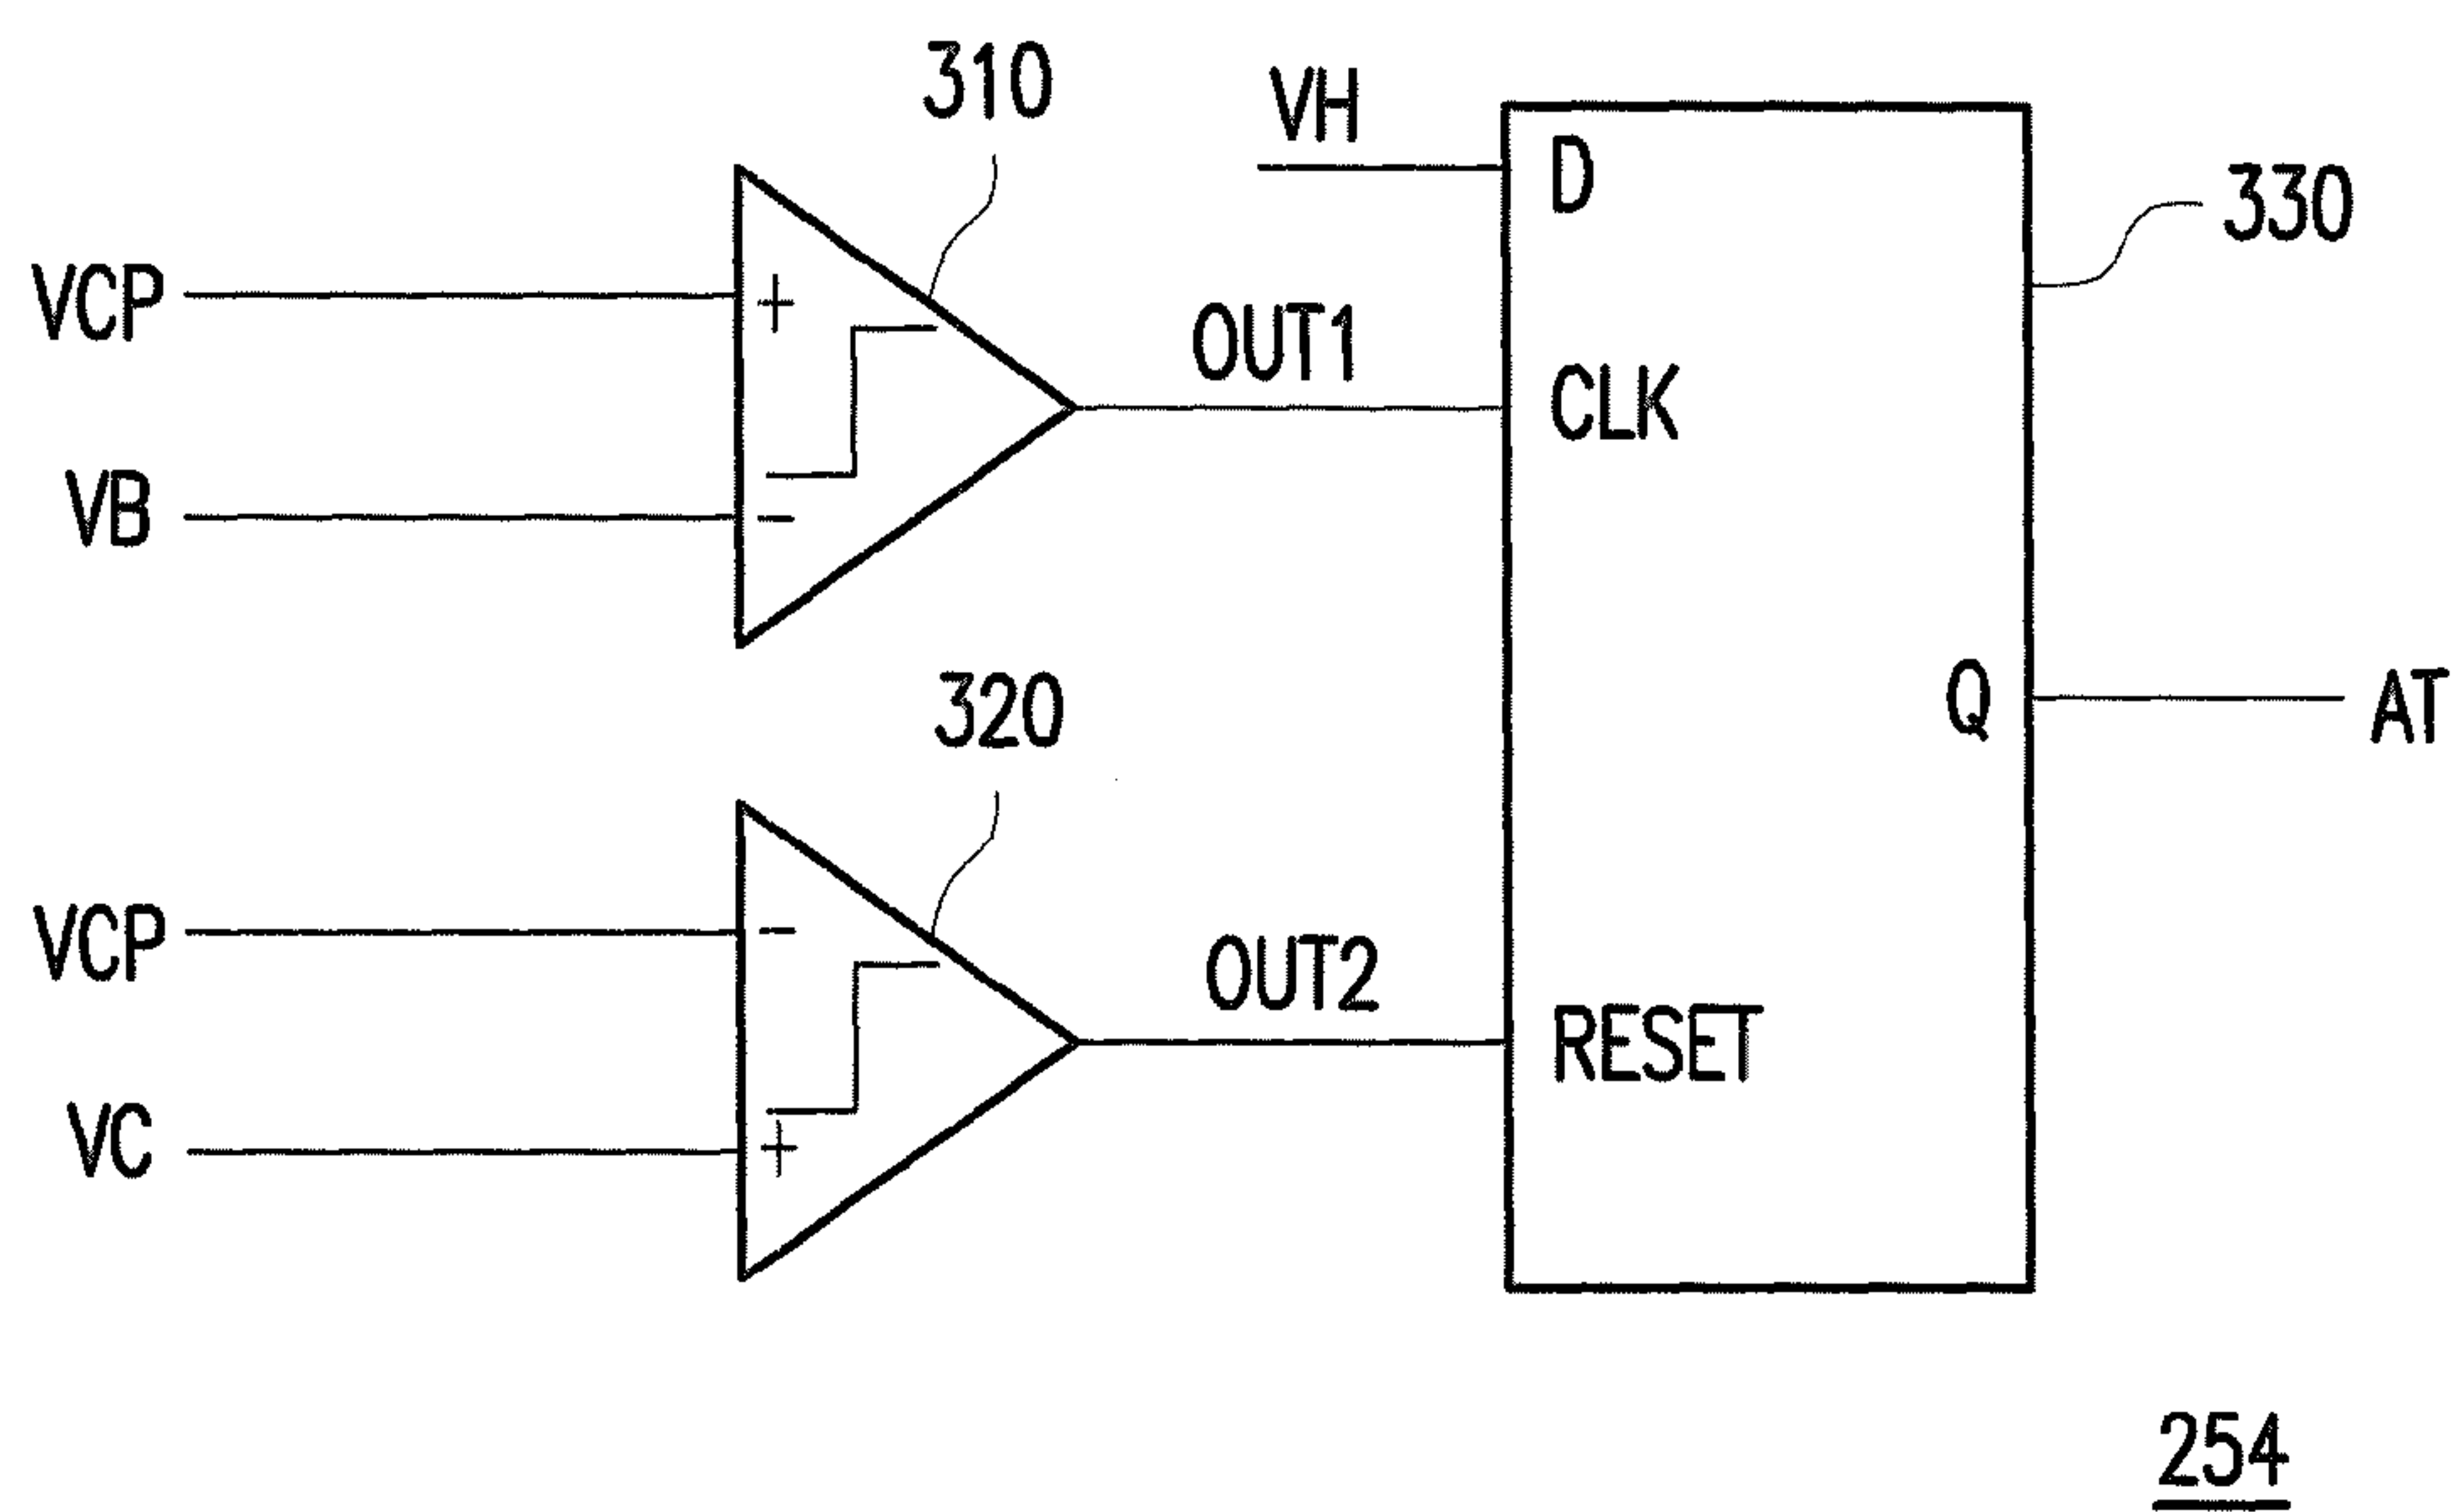 310
VH
D
330
VCP
+
OUT1
CLK
VB
-
320
Q
AT
VCP
-
OUT2
RESET
VC
+
254